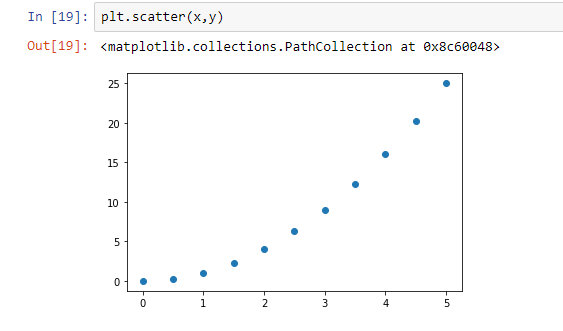 In [19]: plt.scatter(x,y)
Out[19]: <matplotlib.collections.PathCollection at 0x8c60048>
25
20
15
10
5
0
0 1 2 3 4 5